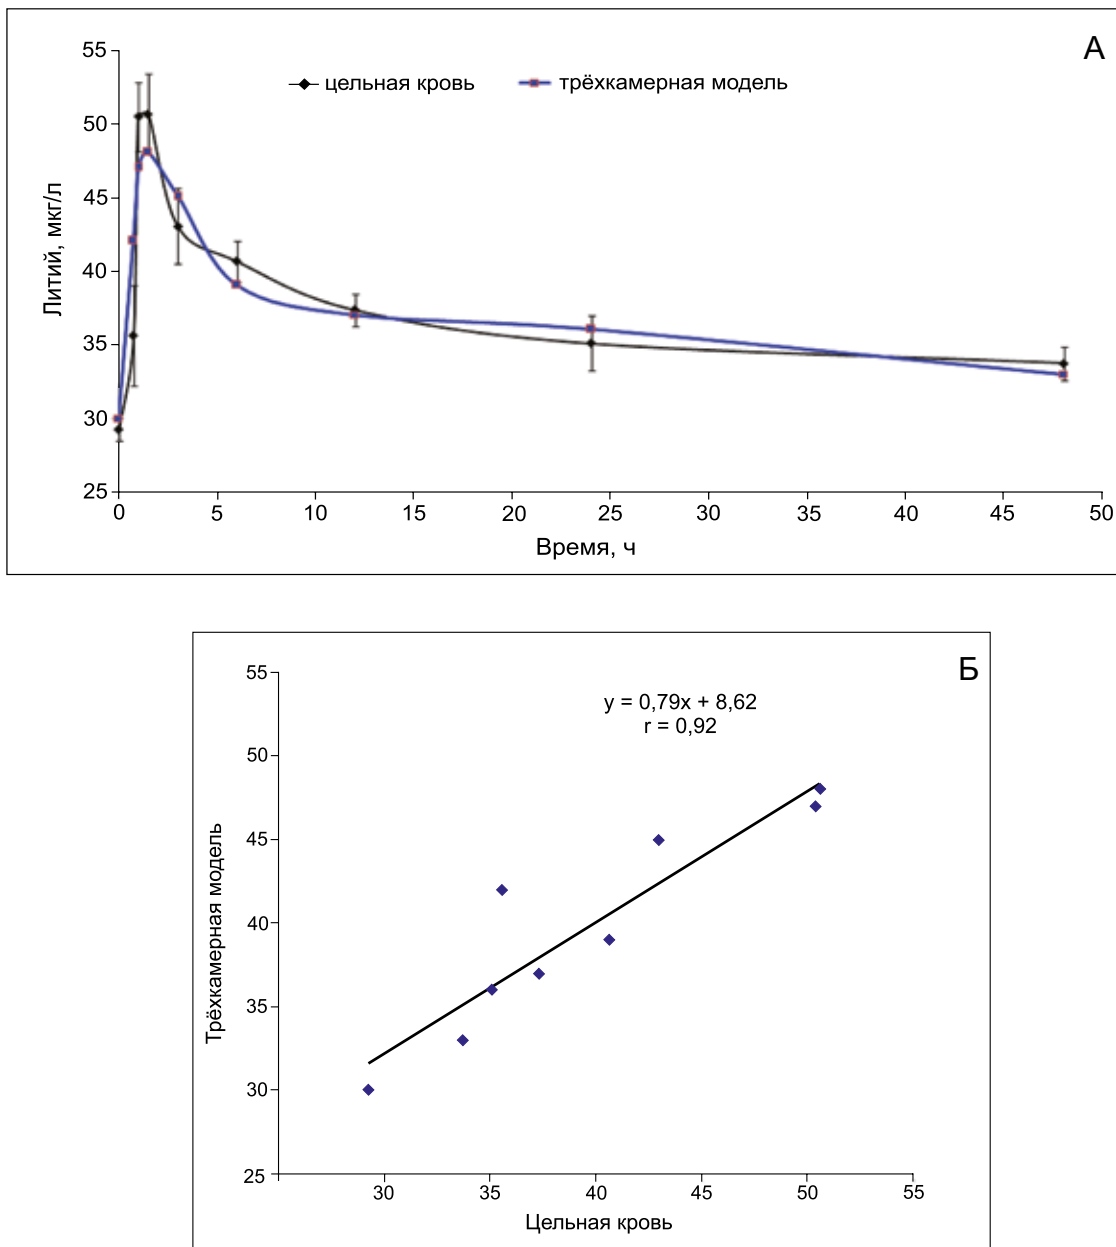 А
цельная кровь
трёхкамерная модель
55
50
45
40
35
30
25
Литий, мкг/л
0 5 10 15 20 25 30 35 40 45 50
Время, ч
Б
y = 0,79x + 8,62
r = 0,92
55
50
45
40
35
30
25
Трёхкамерная модель
30 35 40 45 50 55
Цельная кровь